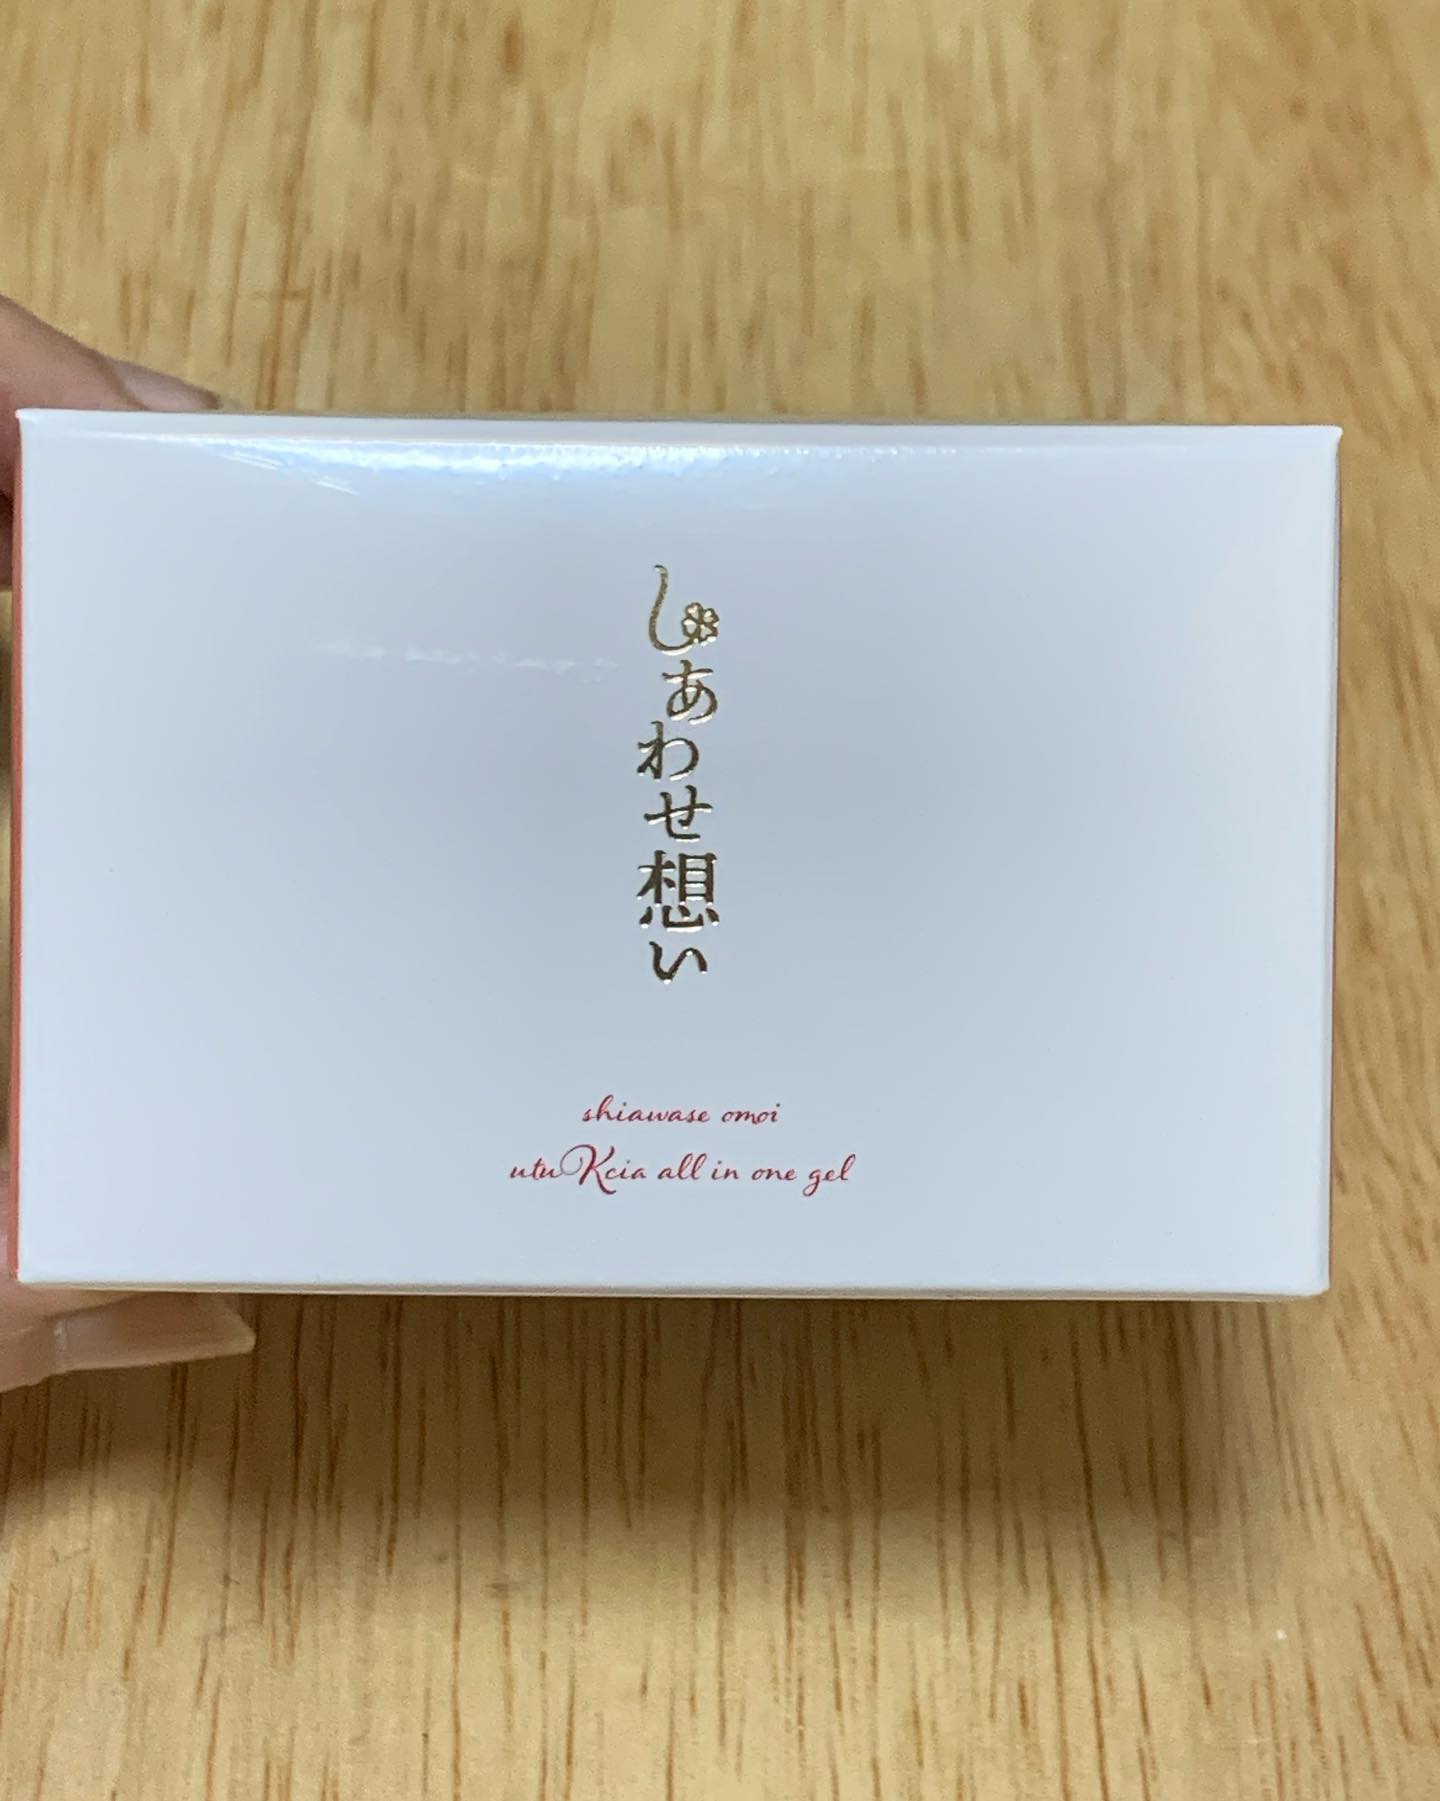 しあわせ想い
shiawase omoi
utuKcia all in one gel